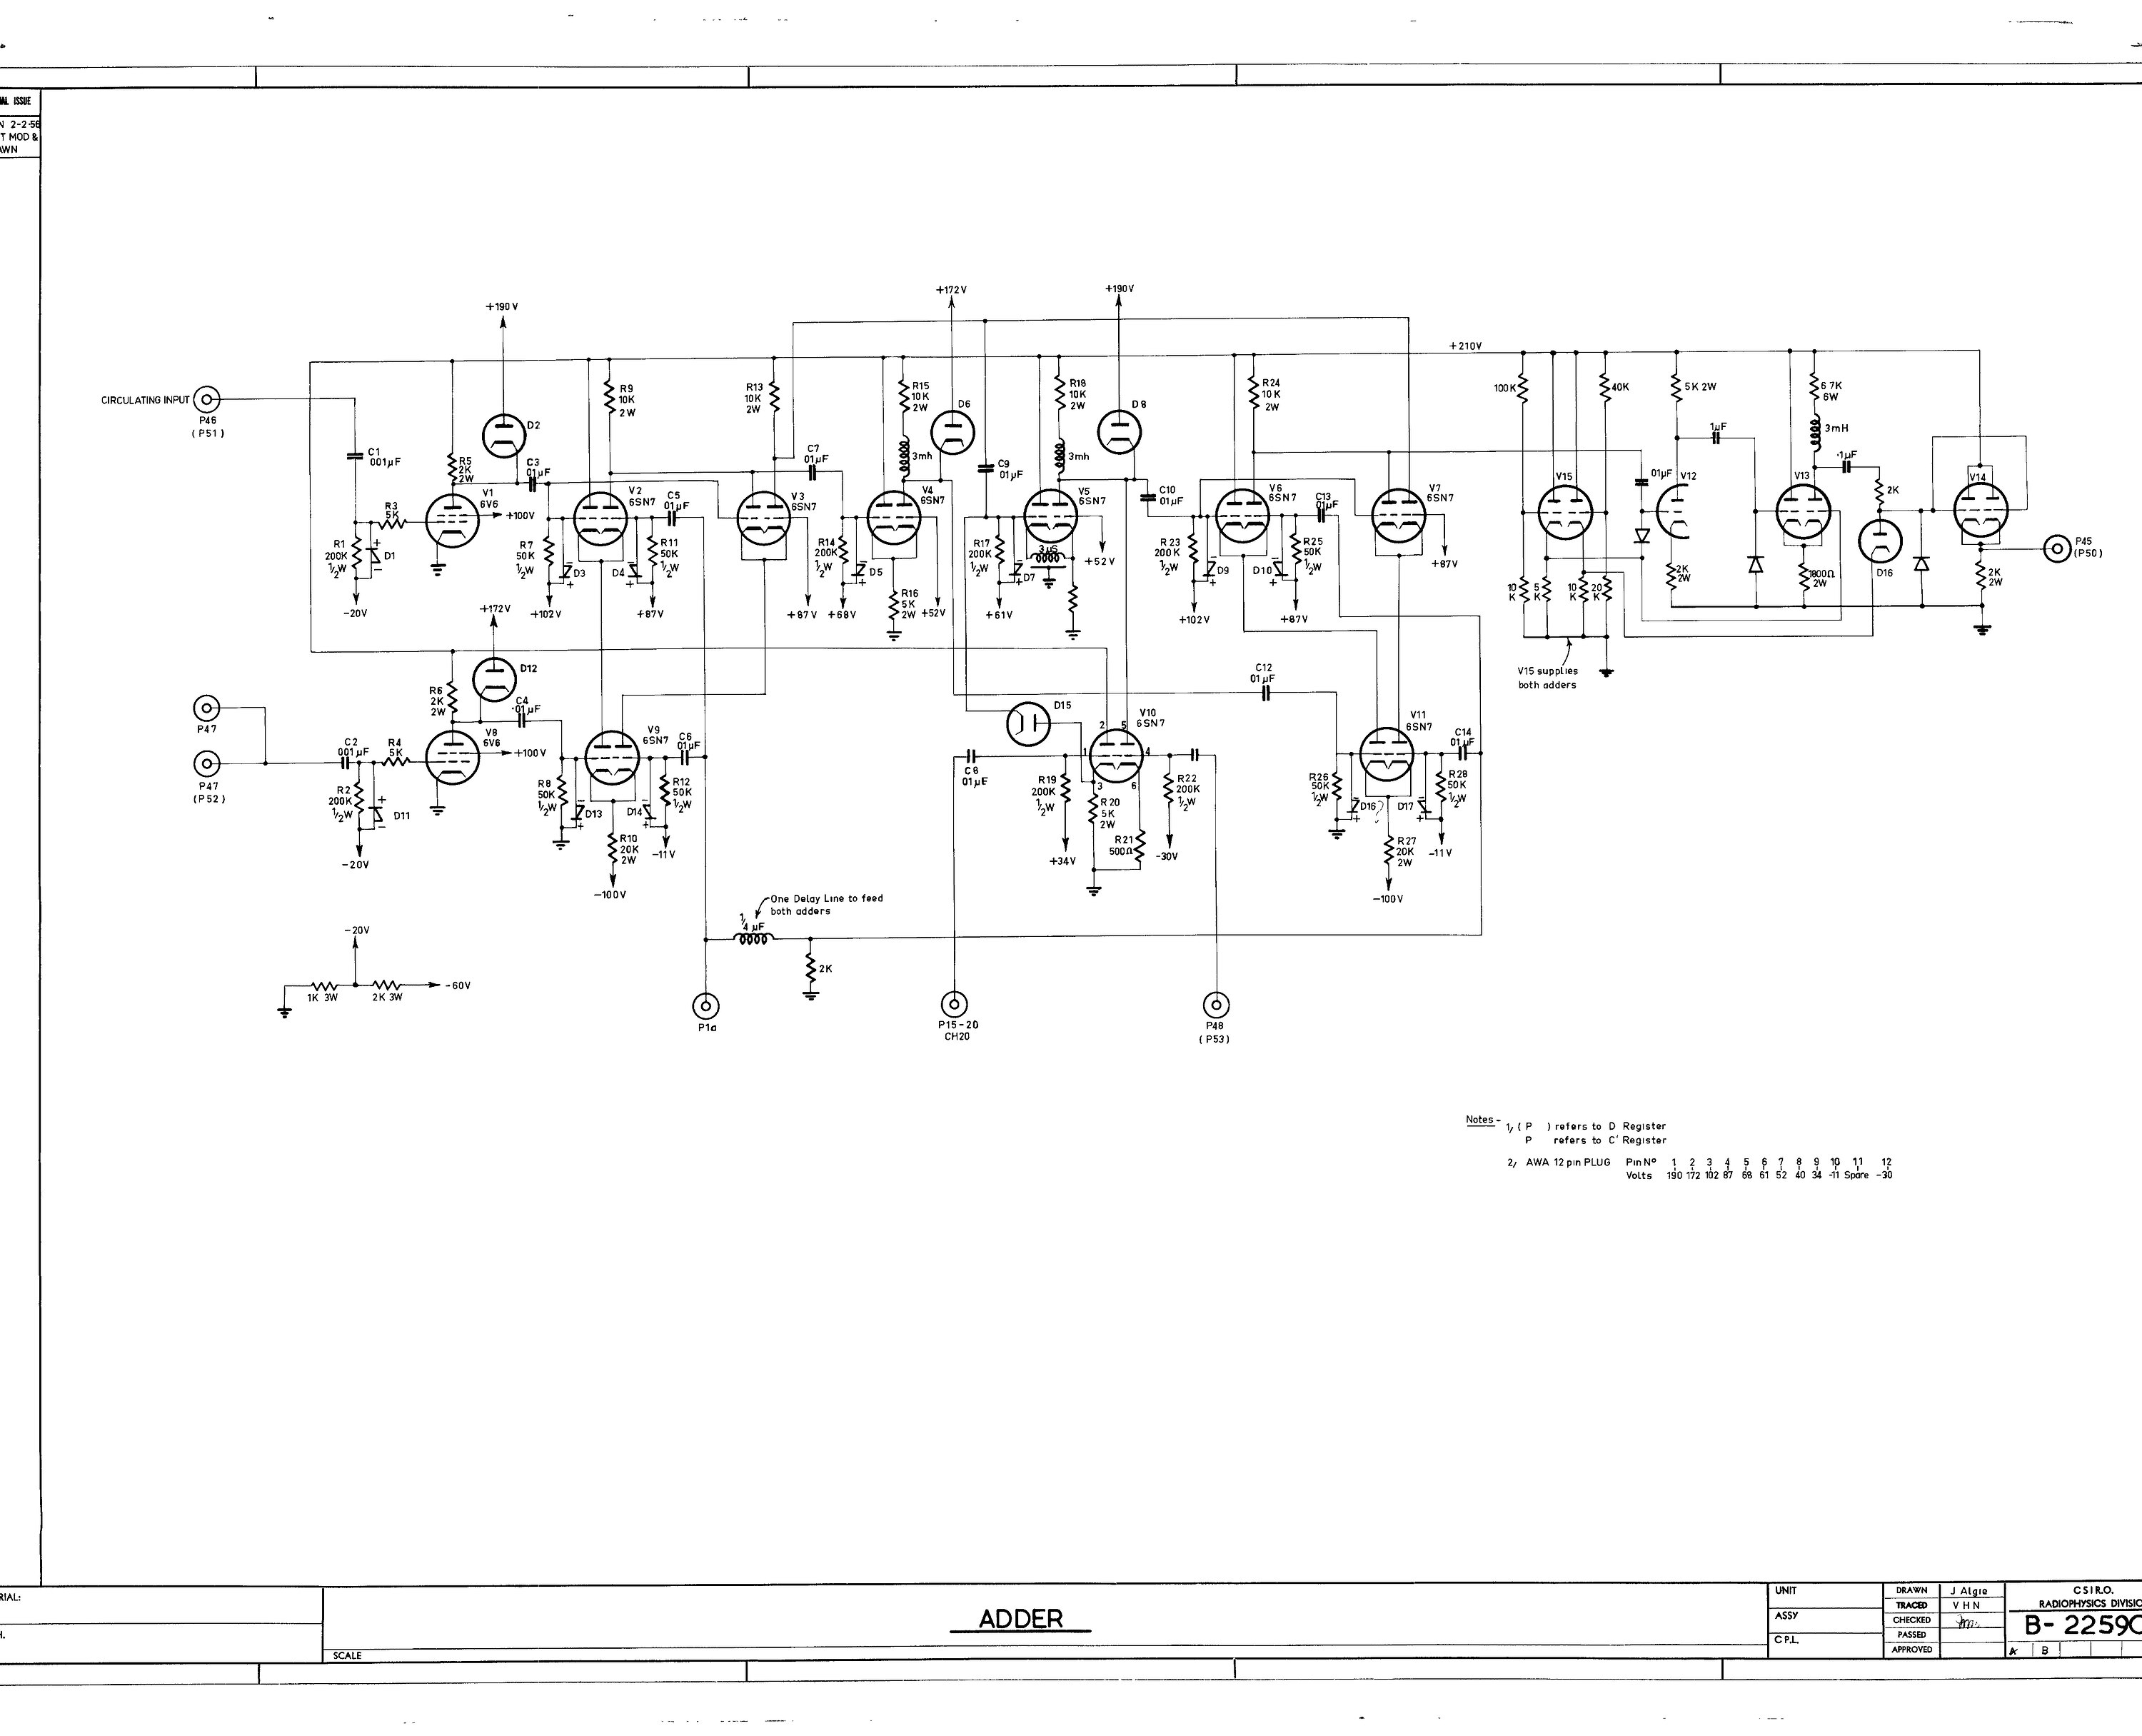 AL ISSUE
N 2-2-56
T MOD &
AWN
+190V
+172V
+190V
+210V
CIRCULATING INPUT
P46
(P51)
C1
001µF
R1
200K
½W
D1
-20V
R3
5K
R5
2K
2W
V1
6V6
+100V
D2
C3
01µF
R7
50K
½W
D3
+102V
R9
10K
2W
V2
6SN7
D4
R11
50K
½W
+87V
C5
01µF
R13
10K
2W
V3
6SN7
+87V
C7
01µF
R14
200K
½W
D5
+68V
R15
10K
2W
3mh
V4
6SN7
R16
5K
2W
+52V
D6
C9
01µF
R17
200K
½W
D7
+61V
R18
10K
2W
3mh
V5
6SN7
3µS
+52V
D8
C10
01µF
R23
200K
½W
D9
+102V
R24
10K
2W
V6
6SN7
D10
C13
01µF
R25
50K
½W
+87V
V7
6SN7
+87V
100K
40K
V15
10
K
5
K
10
K
20
K
V15 supplies
both adders
5K 2W
01µF
V12
2K
2W
1µF
6 7K
6W
3mH
V13
1800Ω
2W
·1µF
2K
D16
V14
2K
2W
P45
(P50)
P47
P47
(P52)
C2
001µF
R2
200K
½W
D11
-20V
R4
5K
R6
2K
2W
V8
6V6
+100V
+172V
D12
C4
·01µF
R8
50K
½W
D13
V9
6SN7
R10
20K
2W
-100V
D14
R12
50K
½W
-11V
C6
01µF
D15
C8
01µF
R19
200K
½W
+34V
V10
6SN7
1
2
3
4
5
6
R20
5K
2W
R21
500Ω
R22
200K
½W
-30V
C12
01µF
R26
50K
½W
D16
?
V11
6SN7
R27
20K
2W
-100V
D17
C14
01µF
R28
50K
½W
-11V
One Delay Line to feed
both adders
¼ µF
2K
-20V
1K 3W
2K 3W
-60V
P1a
P15-20
CH20
P48
(P53)
Notes - 1, ( P ) refers to D Register
P refers to C' Register
2, AWA 12 pin PLUG Pin Nº 1 2 3 4 5 6 7 8 9 10 11 12
Volts 190 172 102 87 68 61 52 40 34 -11 Spare -30
RIAL:
H.
ADDER
SCALE
UNIT
ASSY
C P.L.
DRAWN J Algie
TRACED V H N
CHECKED
PASSED
APPROVED
C S I R.O.
RADIOPHYSICS DIVISIO
B- 2259
A B